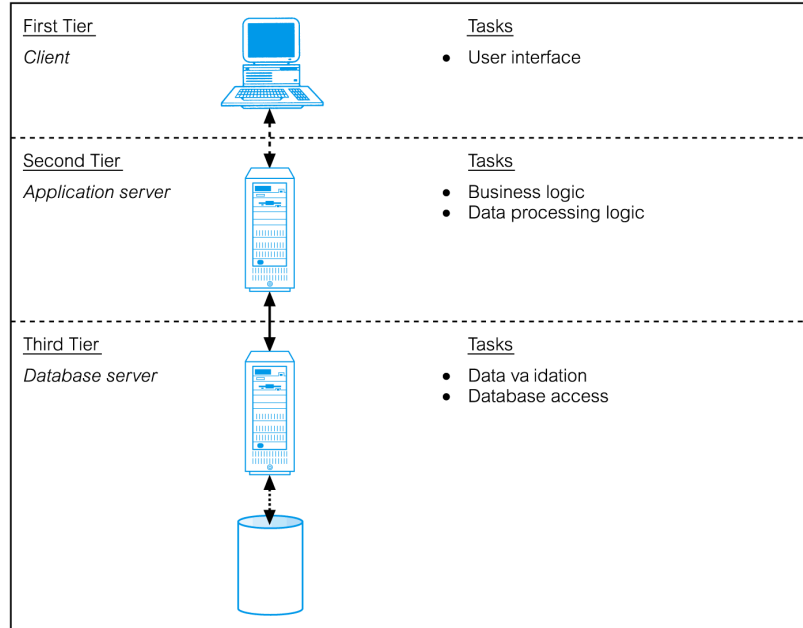 First Tier
Client
Tasks
● User interface
Second Tier
Application server
Tasks
● Business logic
● Data processing logic
Third Tier
Database server
Tasks
● Data va idation
● Database access